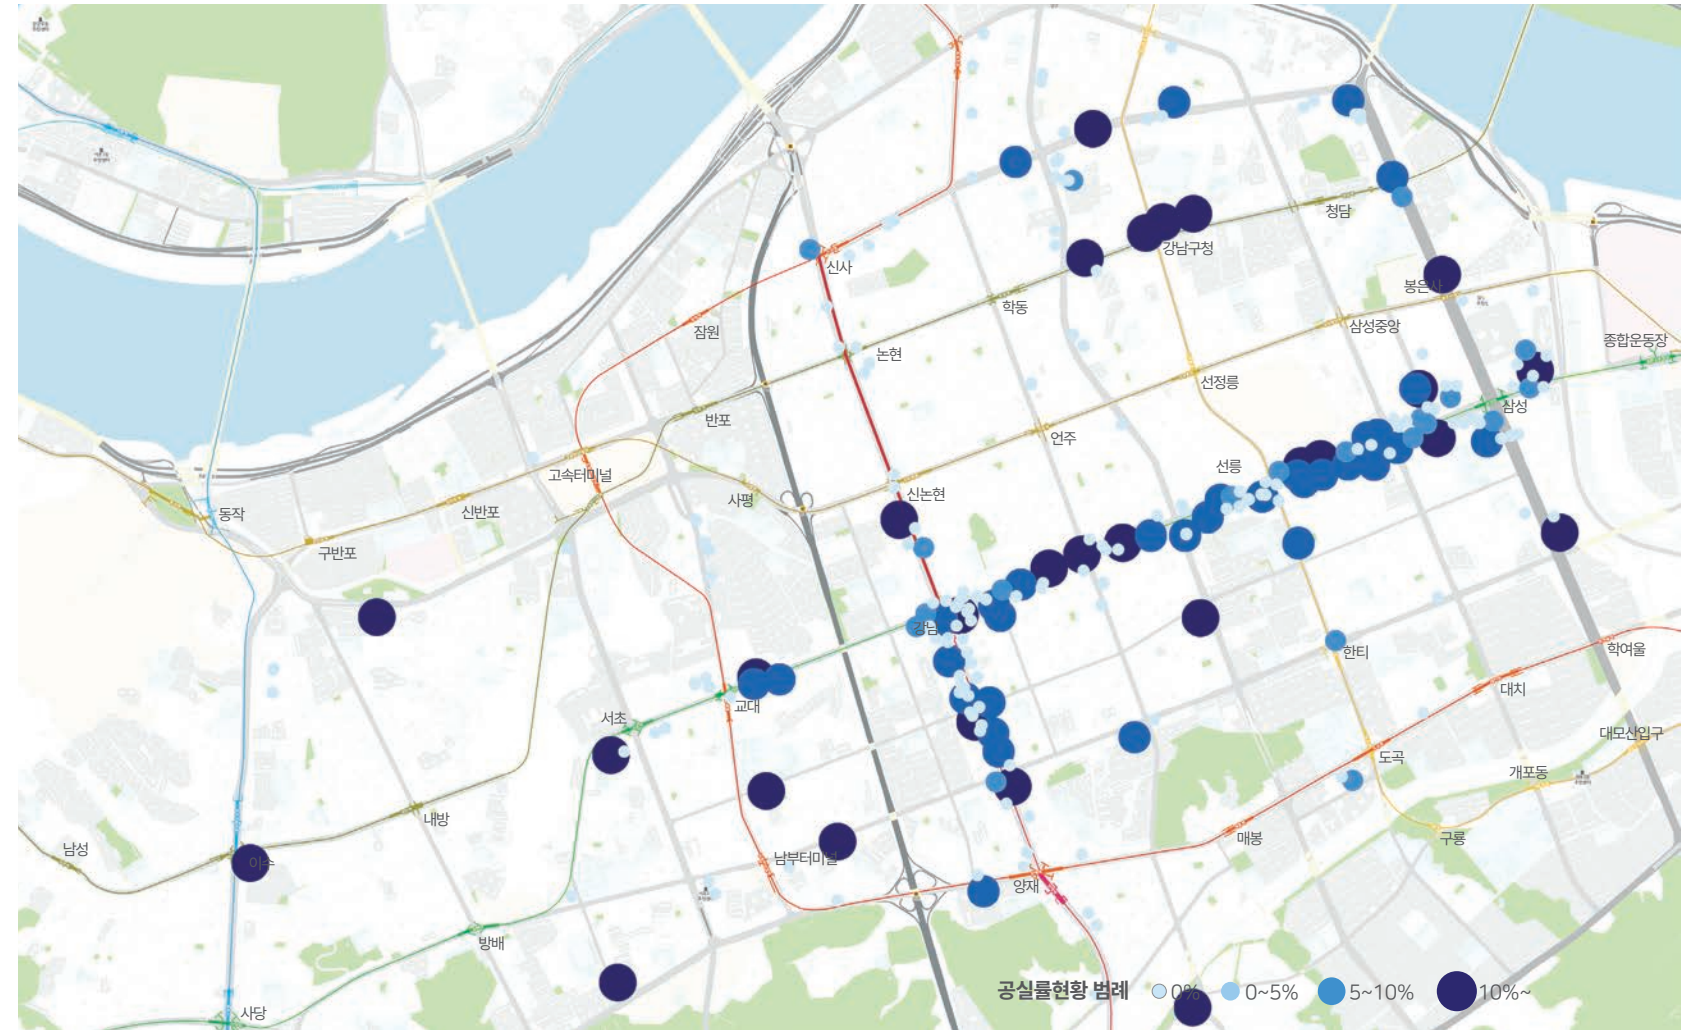 청담
신사
강남구청
봉은사
학동
잠원
삼성중앙
종합운동장
논현
선정릉
삼성
반포
언주
선릉
고속터미널
사평
신논현
신반포
동작
구반포
강남
한티
학여울
대치
교대
서초
대모산입구
도곡
개포동
내방
매봉
구룡
남성
이수
남부터미널
양재
방배
공실률현황 범례 0% 0~5% 5~10% 10%~
사당